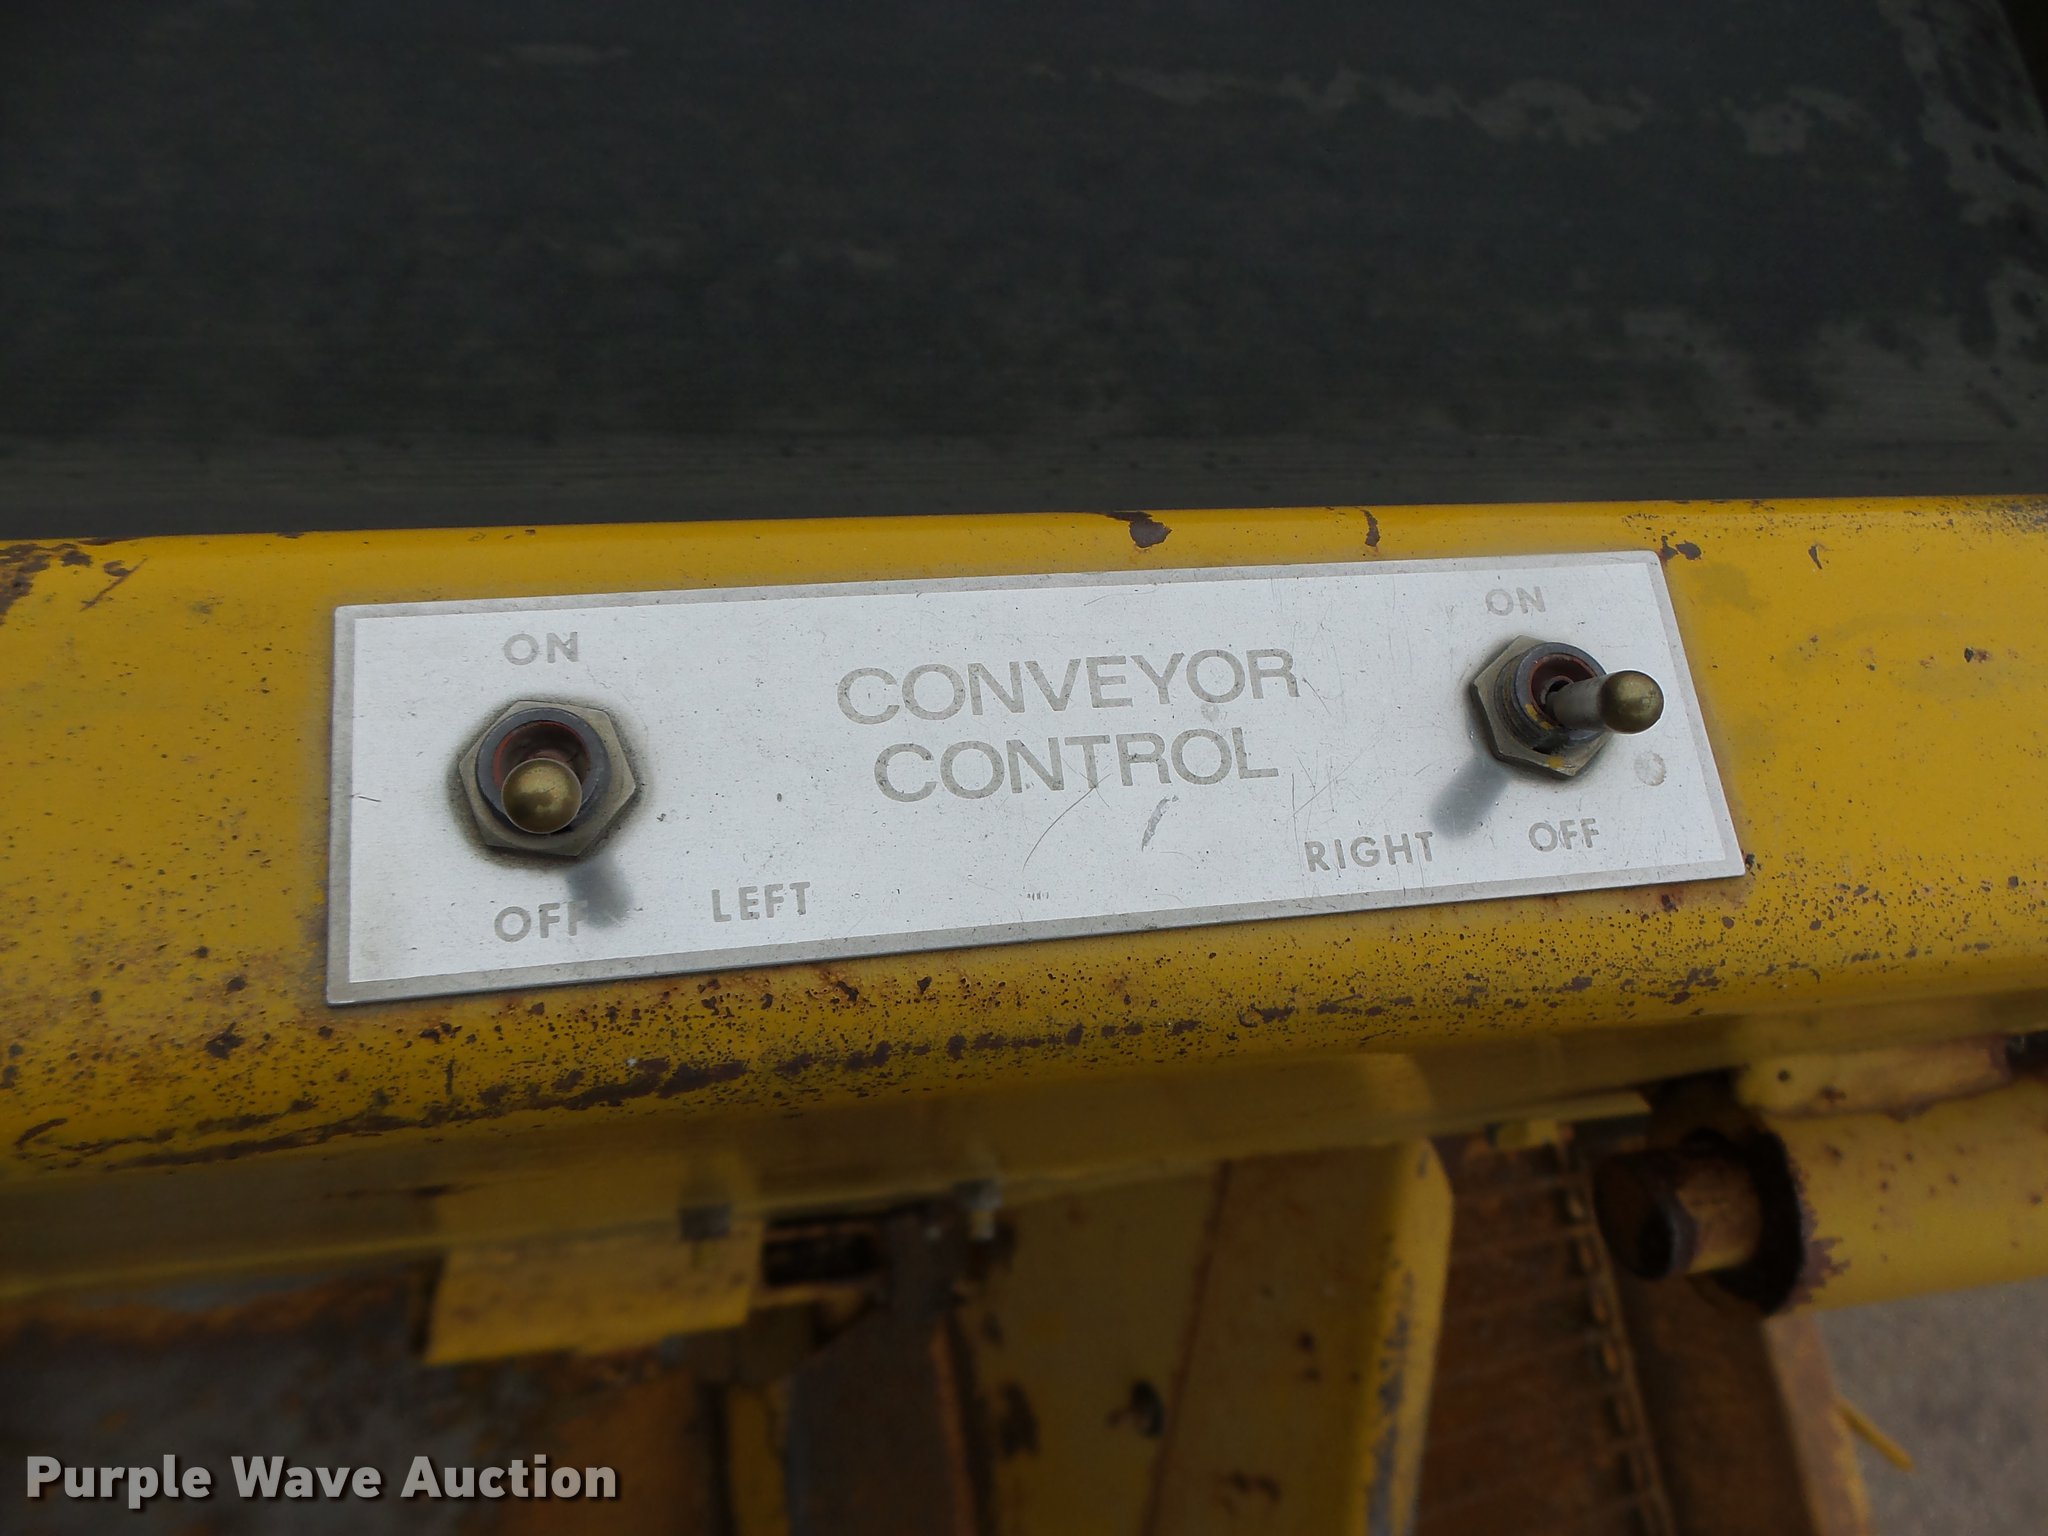 ON
ON
CONVEYOR
CONTROL
OFF
LEFT
RIGHT
OFF
Purple Wave Auction